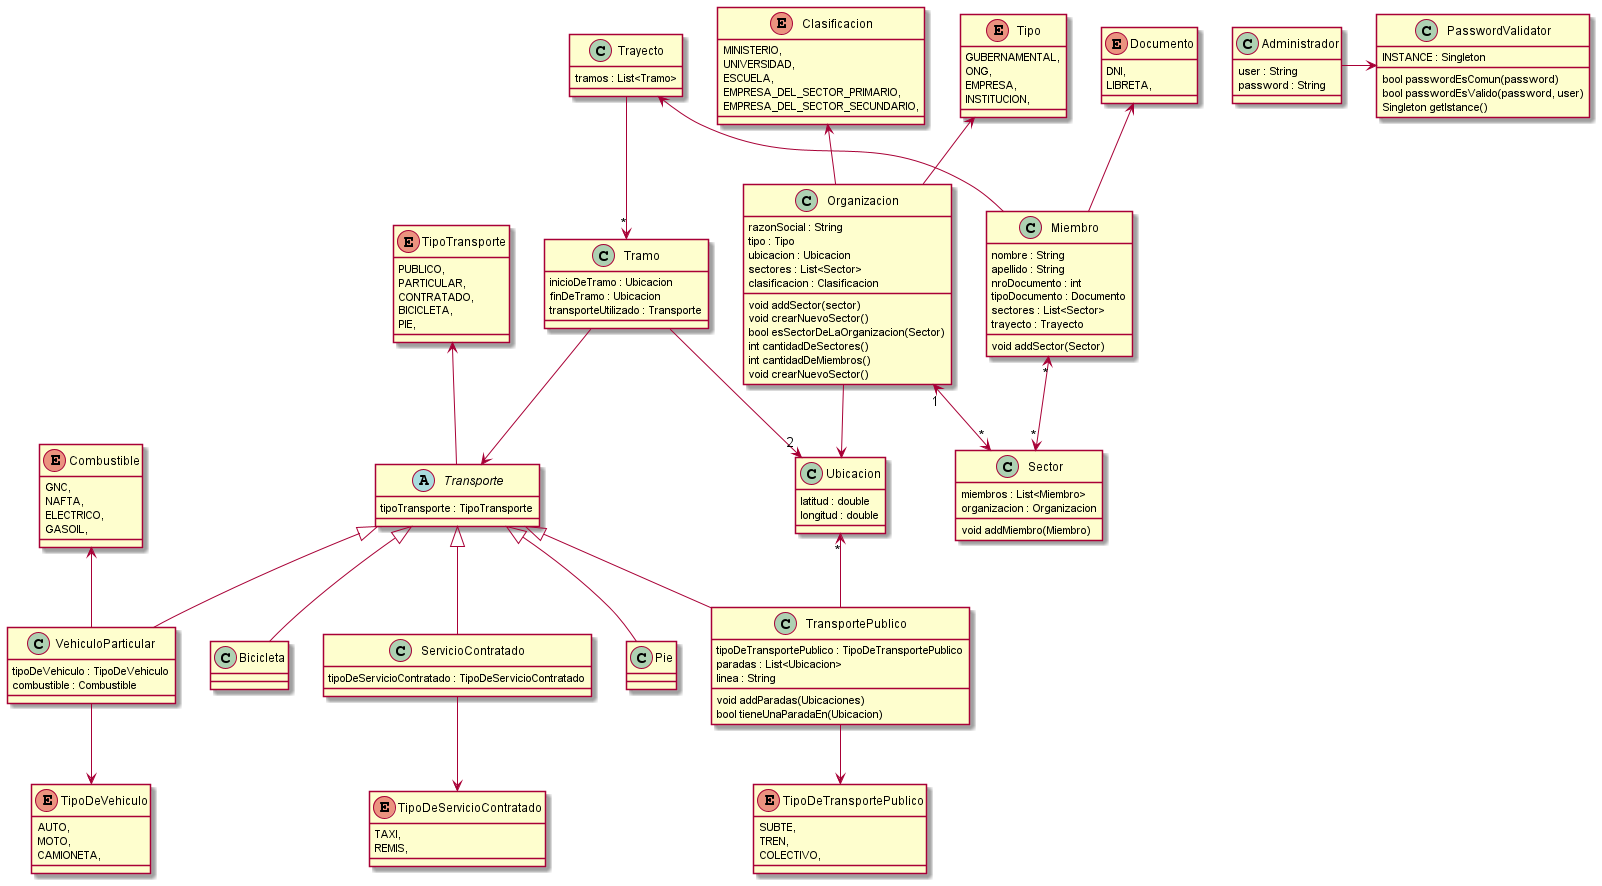 C Trayecto
tramos : List<Tramo>
E Clasificacion
MINISTERIO,
UNIVERSIDAD,
ESCUELA,
EMPRESA_DEL_SECTOR_PRIMARIO,
EMPRESA_DEL_SECTOR_SECUNDARIO,
E Tipo
GUBERNAMENTAL,
ONG,
EMPRESA,
INSTITUCION,
E Documento
DNI,
LIBRETA,
C Administrador
user : String
password : String
C PasswordValidator
INSTANCE : Singleton
bool passwordEsComun(password)
bool passwordEsValido(password, user)
Singleton getIstance()
E TipoTransporte
PUBLICO,
PARTICULAR,
CONTRATADO,
BICICLETA,
PIE,
*
C Tramo
inicioDeTramo : Ubicacion
finDeTramo : Ubicacion
transporteUtilizado : Transporte
C Organizacion
razonSocial : String
tipo : Tipo
ubicacion : Ubicacion
sectores : List<Sector>
clasificacion : Clasificacion
void addSector(sector)
void crearNuevoSector()
bool esSectorDeLaOrganizacion(Sector)
int cantidadDeSectores()
int cantidadDeMiembros()
void crearNuevoSector()
C Miembro
nombre : String
apellido : String
nroDocumento : int
tipoDocumento : Documento
sectores : List<Sector>
trayecto : Trayecto
void addSector(Sector)
*
1
*
*
2
E Combustible
GNC,
NAFTA,
ELECTRICO,
GASOIL,
A Transporte
tipoTransporte : TipoTransporte
C Ubicacion
latitud : double
longitud : double
*
C Sector
miembros : List<Miembro>
organizacion : Organizacion
void addMiembro(Miembro)
C VehiculoParticular
tipoDeVehiculo : TipoDeVehiculo
combustible : Combustible
C Bicicleta
C ServicioContratado
tipoDeServicioContratado : TipoDeServicioContratado
C Pie
C TransportePublico
tipoDeTransportePublico : TipoDeTransportePublico
paradas : List<Ubicacion>
linea : String
void addParadas(Ubicaciones)
bool tieneUnaParadaEn(Ubicacion)
E TipoDeVehiculo
AUTO,
MOTO,
CAMIONETA,
E TipoDeServicioContratado
TAXI,
REMIS,
E TipoDeTransportePublico
SUBTE,
TREN,
COLECTIVO,